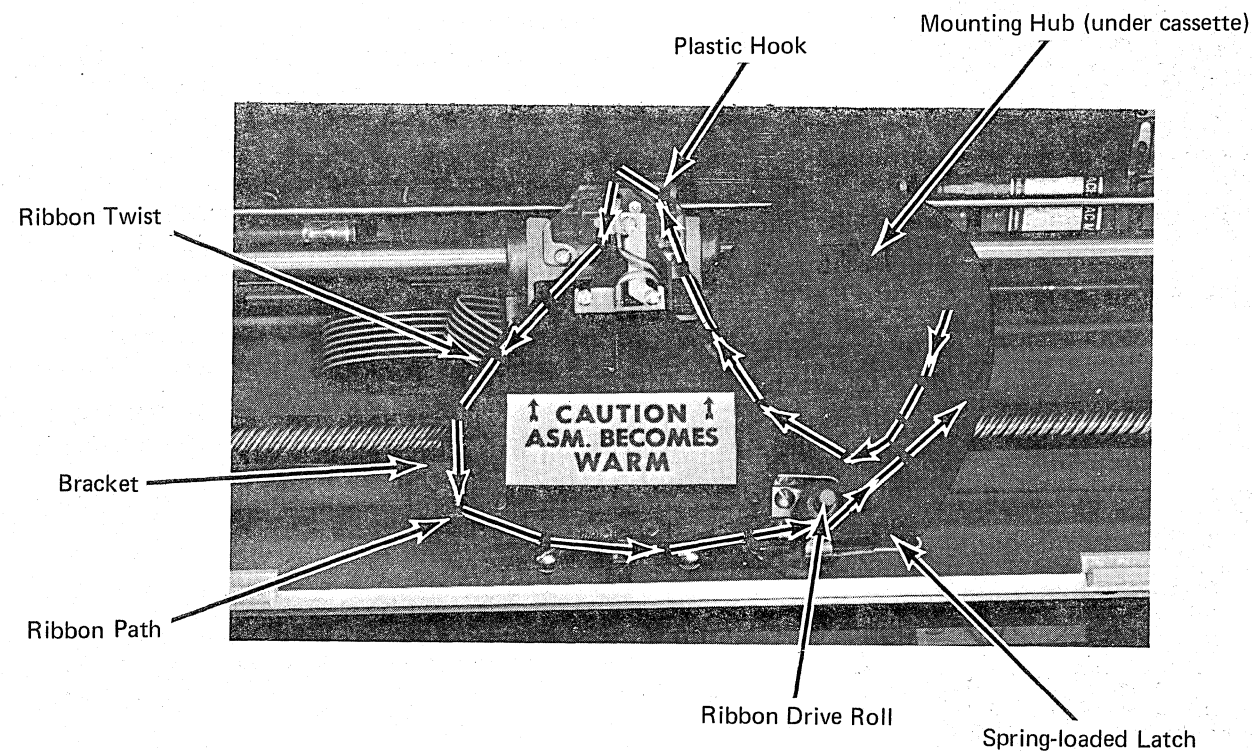 Mounting Hub (under cassette)
Plastic Hook
Ribbon Twist
↑ CAUTION ↑
ASM. BECOMES
WARM
Bracket
Ribbon Path
Ribbon Drive Roll
Spring-loaded Latch